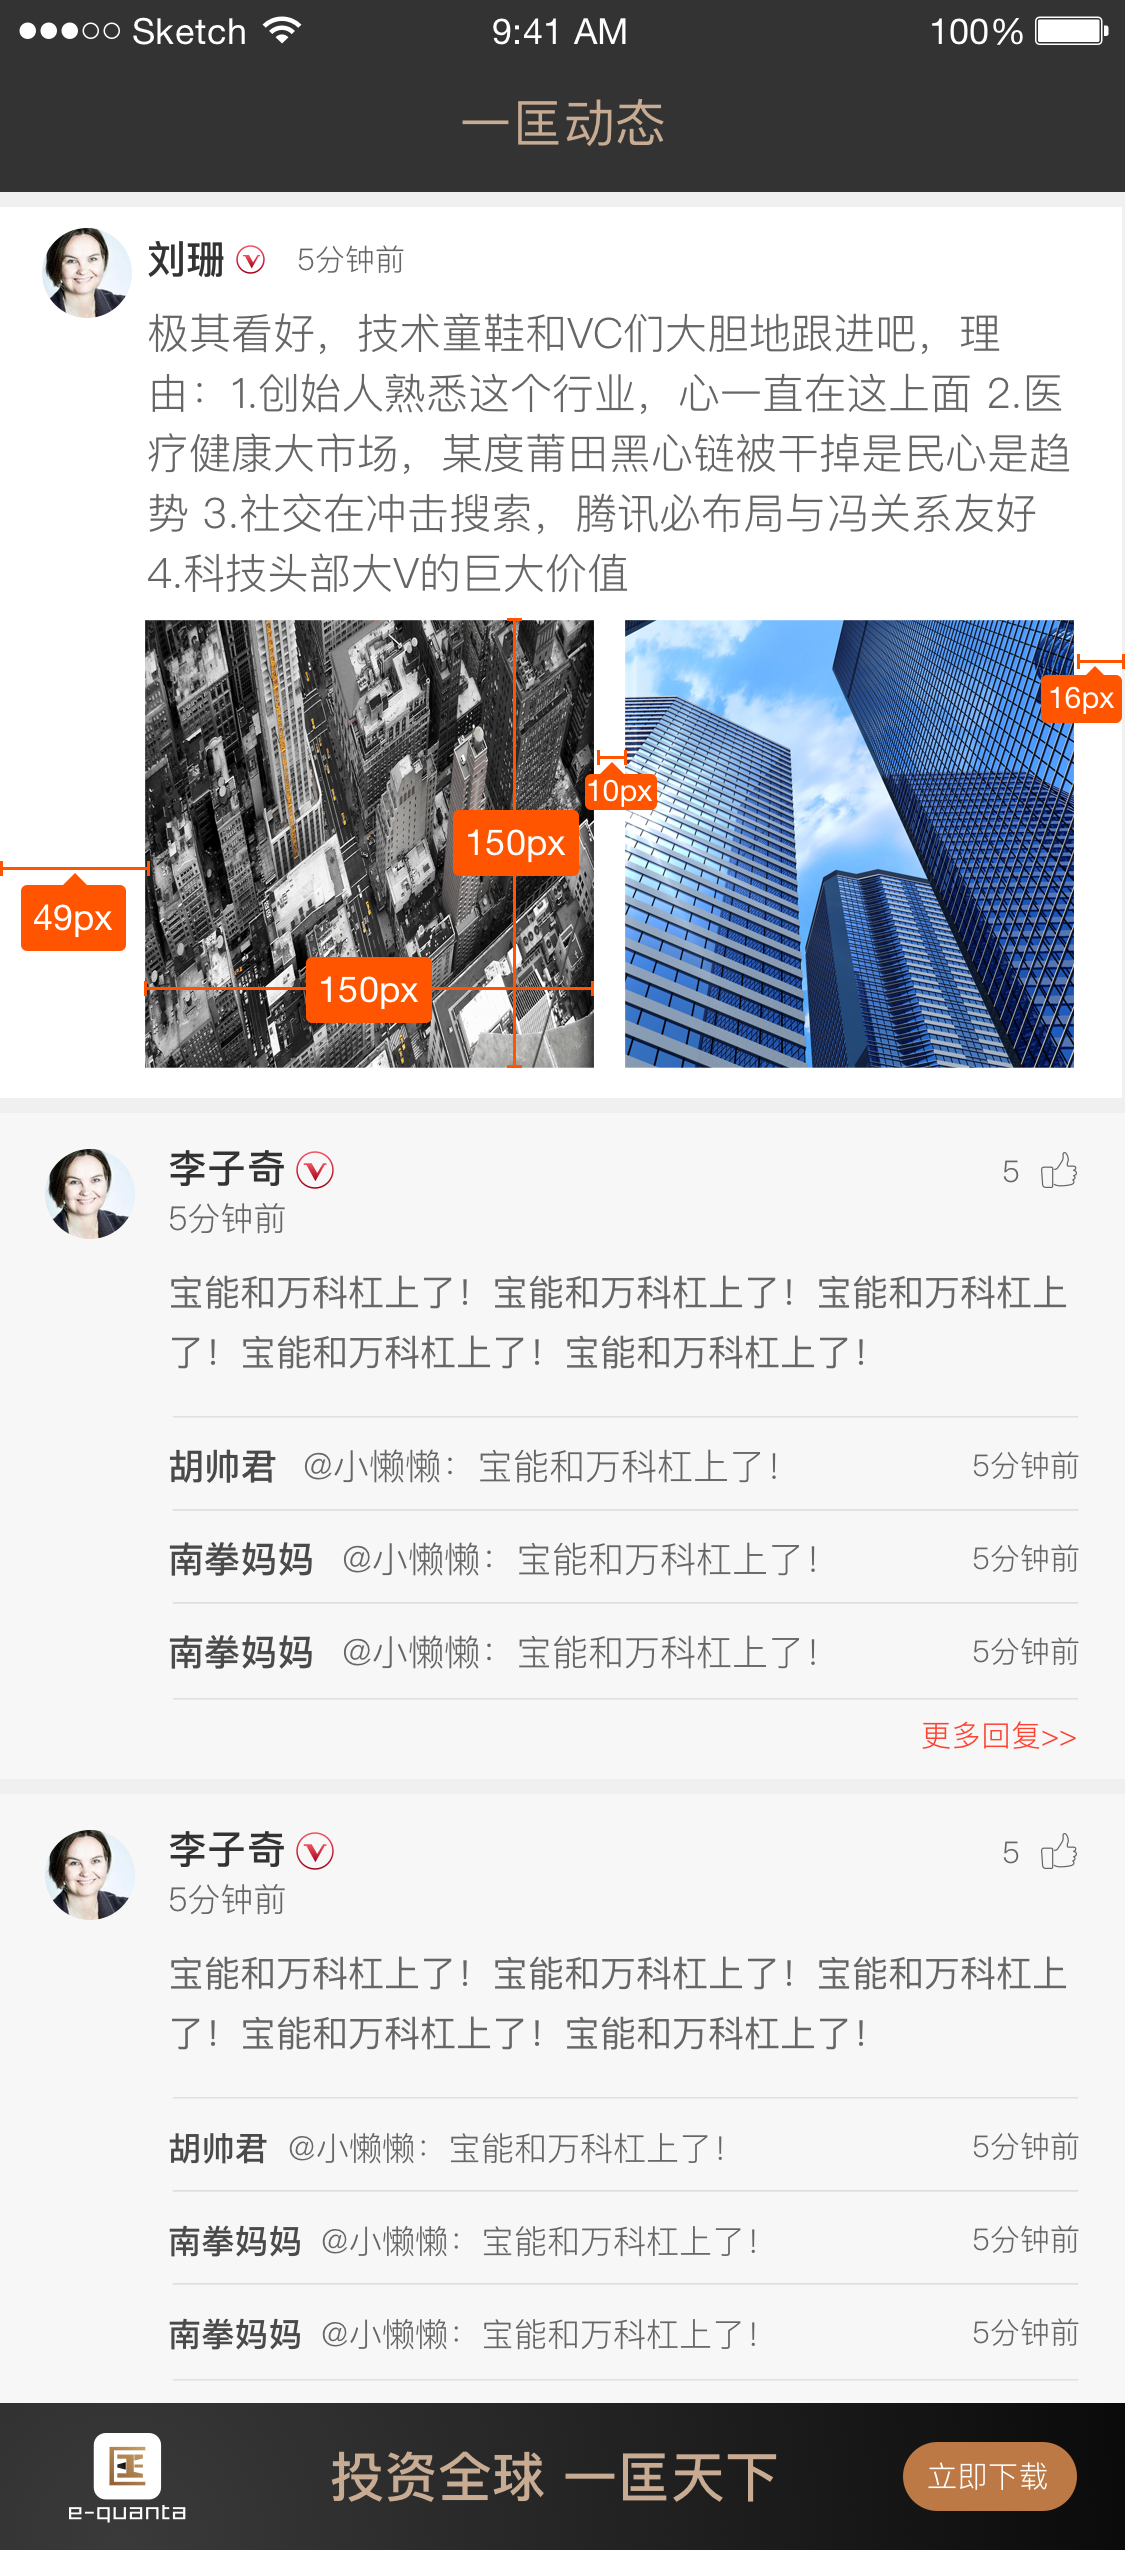 Sketch 9:41 AM 100%
一匡动态
刘珊 5分钟前
极其看好，技术童鞋和VC们大胆地跟进吧，理
由：1.创始人熟悉这个行业，心一直在这上面 2.医
疗健康大市场，某度莆田黑心链被干掉是民心是趋
势 3.社交在冲击搜索，腾讯必布局与冯关系友好
4.科技头部大V的巨大价值
16px
10px
150px
49px
150px
李子奇 5
5分钟前
宝能和万科杠上了！宝能和万科杠上了！宝能和万科杠上
了！宝能和万科杠上了！宝能和万科杠上了！
胡帅君 @小懒懒：宝能和万科杠上了！ 5分钟前
南拳妈妈 @小懒懒：宝能和万科杠上了！ 5分钟前
南拳妈妈 @小懒懒：宝能和万科杠上了！ 5分钟前
更多回复>>
李子奇 5
5分钟前
宝能和万科杠上了！宝能和万科杠上了！宝能和万科杠上
了！宝能和万科杠上了！宝能和万科杠上了！
胡帅君 @小懒懒：宝能和万科杠上了！ 5分钟前
南拳妈妈 @小懒懒：宝能和万科杠上了！ 5分钟前
南拳妈妈 @小懒懒：宝能和万科杠上了！ 5分钟前
e-quanta
投资全球 一匡天下
立即下载